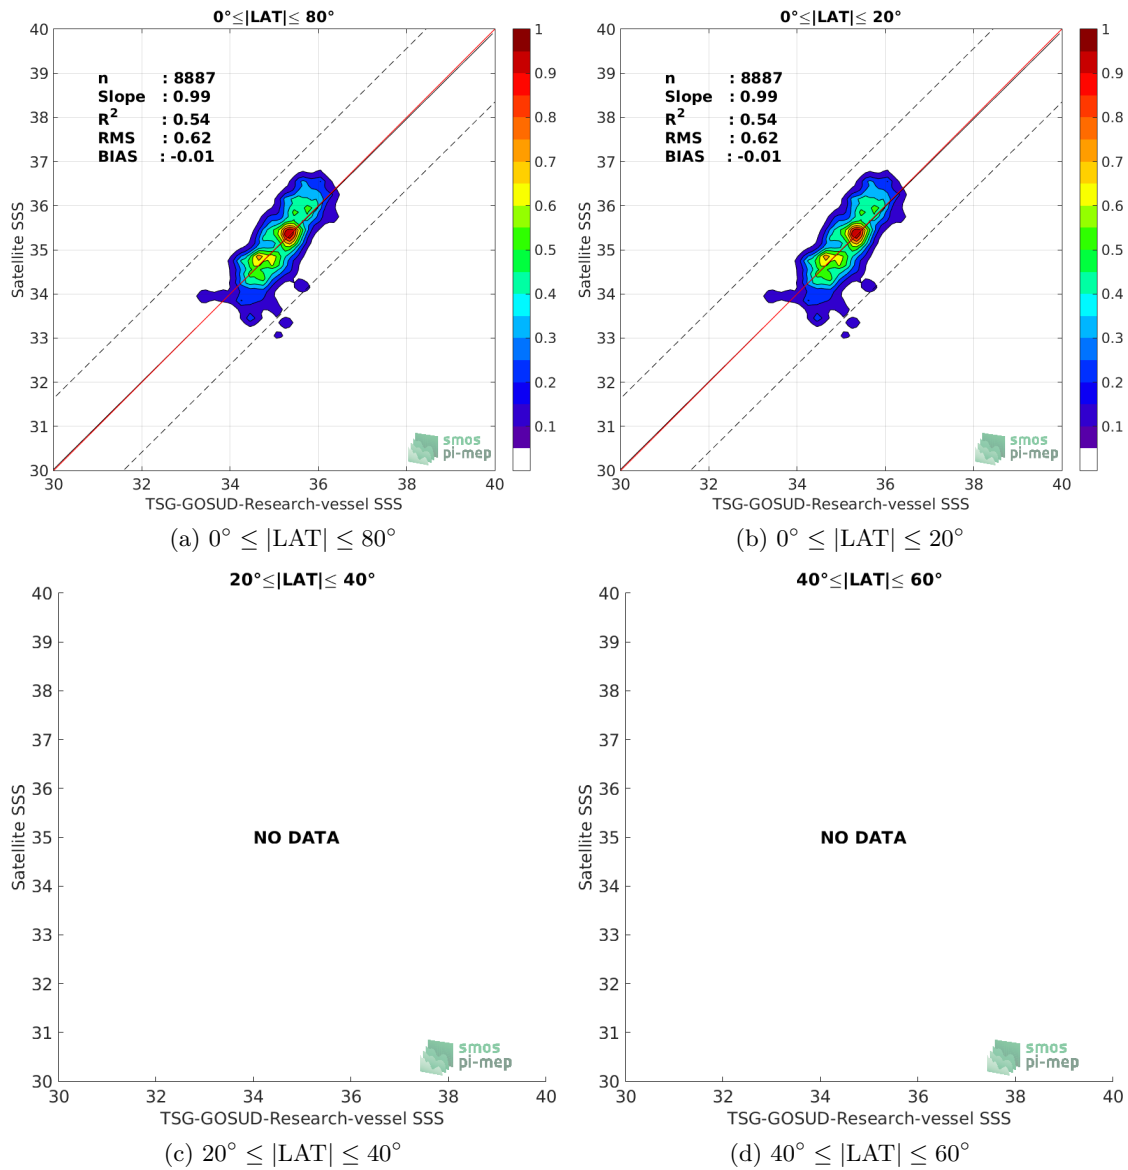 0°≤|LAT|≤ 80°
40
39
38
37
36
35
34
33
32
31
30
Satellite SSS
n : 8887
Slope : 0.99
R² : 0.54
RMS : 0.62
BIAS : -0.01
smos
pi-mep
30 32 34 36 38 40
TSG-GOSUD-Research-vessel SSS
1
0.9
0.8
0.7
0.6
0.5
0.4
0.3
0.2
0.1
(a) 0° ≤ |LAT| ≤ 80°
0°≤|LAT|≤ 20°
40
39
38
37
36
35
34
33
32
31
30
Satellite SSS
n : 8887
Slope : 0.99
R² : 0.54
RMS : 0.62
BIAS : -0.01
smos
pi-mep
30 32 34 36 38 40
TSG-GOSUD-Research-vessel SSS
1
0.9
0.8
0.7
0.6
0.5
0.4
0.3
0.2
0.1
(b) 0° ≤ |LAT| ≤ 20°
20°≤|LAT|≤ 40°
40
39
38
37
36
35
34
33
32
31
30
Satellite SSS
NO DATA
smos
pi-mep
30 32 34 36 38 40
TSG-GOSUD-Research-vessel SSS
(c) 20° ≤ |LAT| ≤ 40°
40°≤|LAT|≤ 60°
40
39
38
37
36
35
34
33
32
31
30
Satellite SSS
NO DATA
smos
pi-mep
30 32 34 36 38 40
TSG-GOSUD-Research-vessel SSS
(d) 40° ≤ |LAT| ≤ 60°